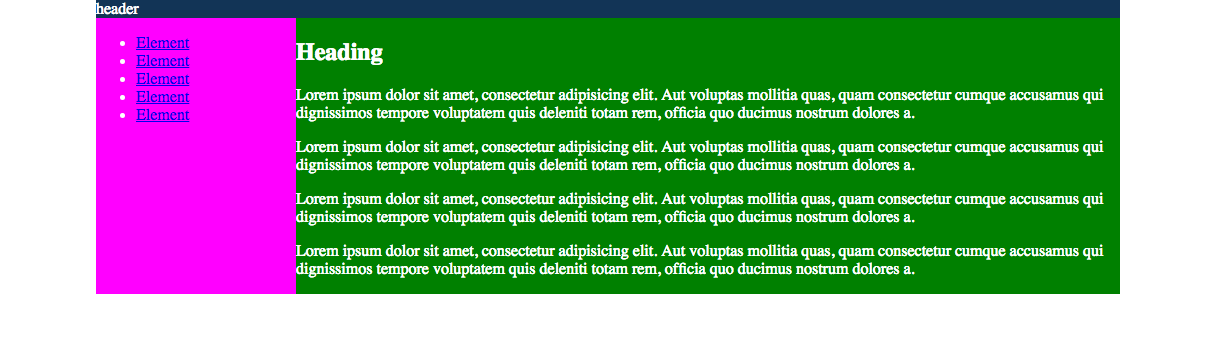 header
Element
Element
Element
Element
Element
Heading
Lorem ipsum dolor sit amet, consectetur adipisicing elit. Aut voluptas mollitia quas, quam consectetur cumque accusamus qui
dignissimos tempore voluptatem quis deleniti totam rem, officia quo ducimus nostrum dolores a.
Lorem ipsum dolor sit amet, consectetur adipisicing elit. Aut voluptas mollitia quas, quam consectetur cumque accusamus qui
dignissimos tempore voluptatem quis deleniti totam rem, officia quo ducimus nostrum dolores a.
Lorem ipsum dolor sit amet, consectetur adipisicing elit. Aut voluptas mollitia quas, quam consectetur cumque accusamus qui
dignissimos tempore voluptatem quis deleniti totam rem, officia quo ducimus nostrum dolores a.
Lorem ipsum dolor sit amet, consectetur adipisicing elit. Aut voluptas mollitia quas, quam consectetur cumque accusamus qui
dignissimos tempore voluptatem quis deleniti totam rem, officia quo ducimus nostrum dolores a.